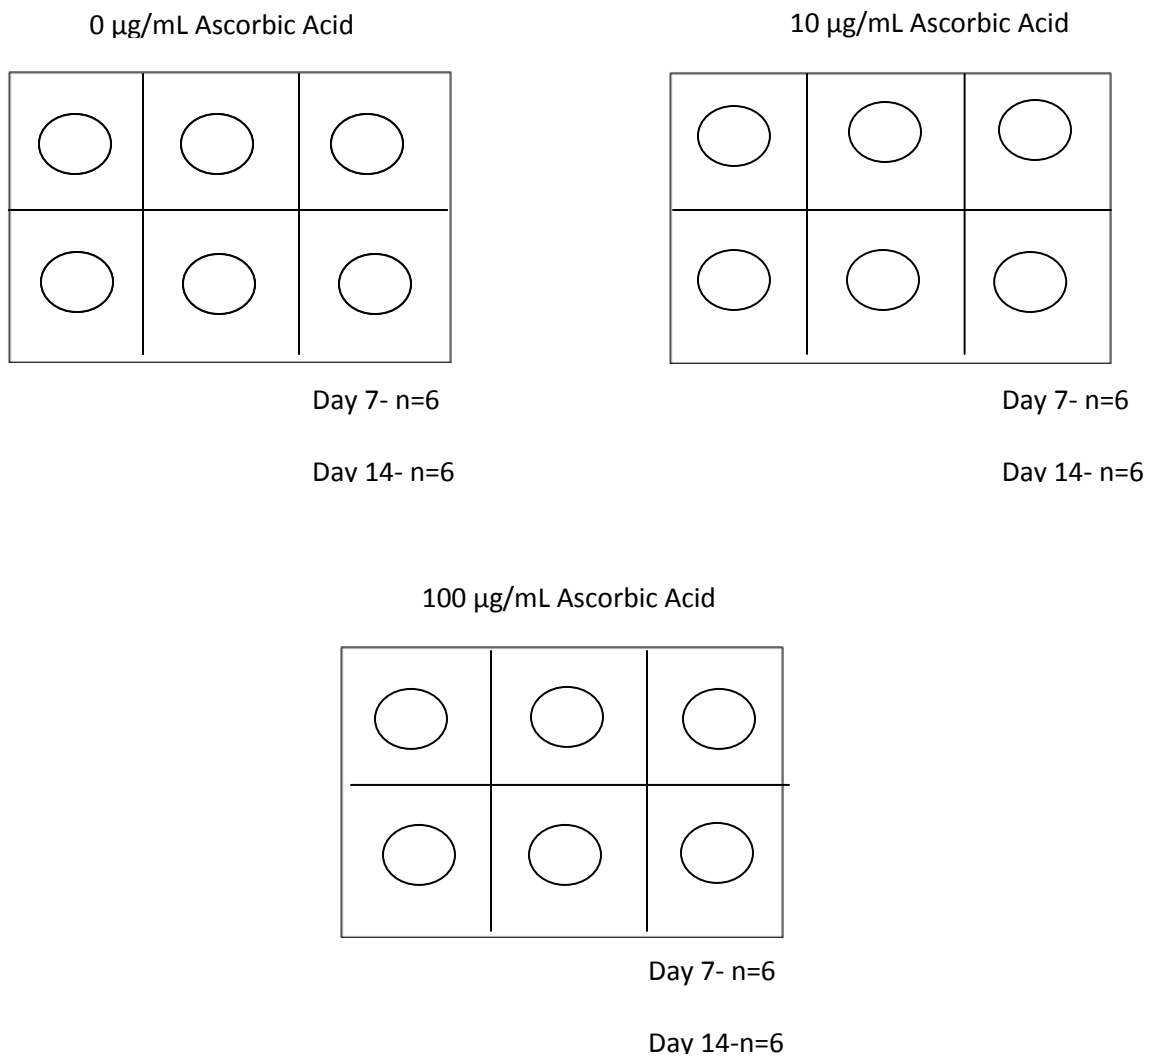 0 µg/mL Ascorbic Acid
10 µg/mL Ascorbic Acid
Day 7- n=6
Day 14- n=6
Day 7- n=6
Day 14- n=6
100 µg/mL Ascorbic Acid
Day 7- n=6
Day 14-n=6